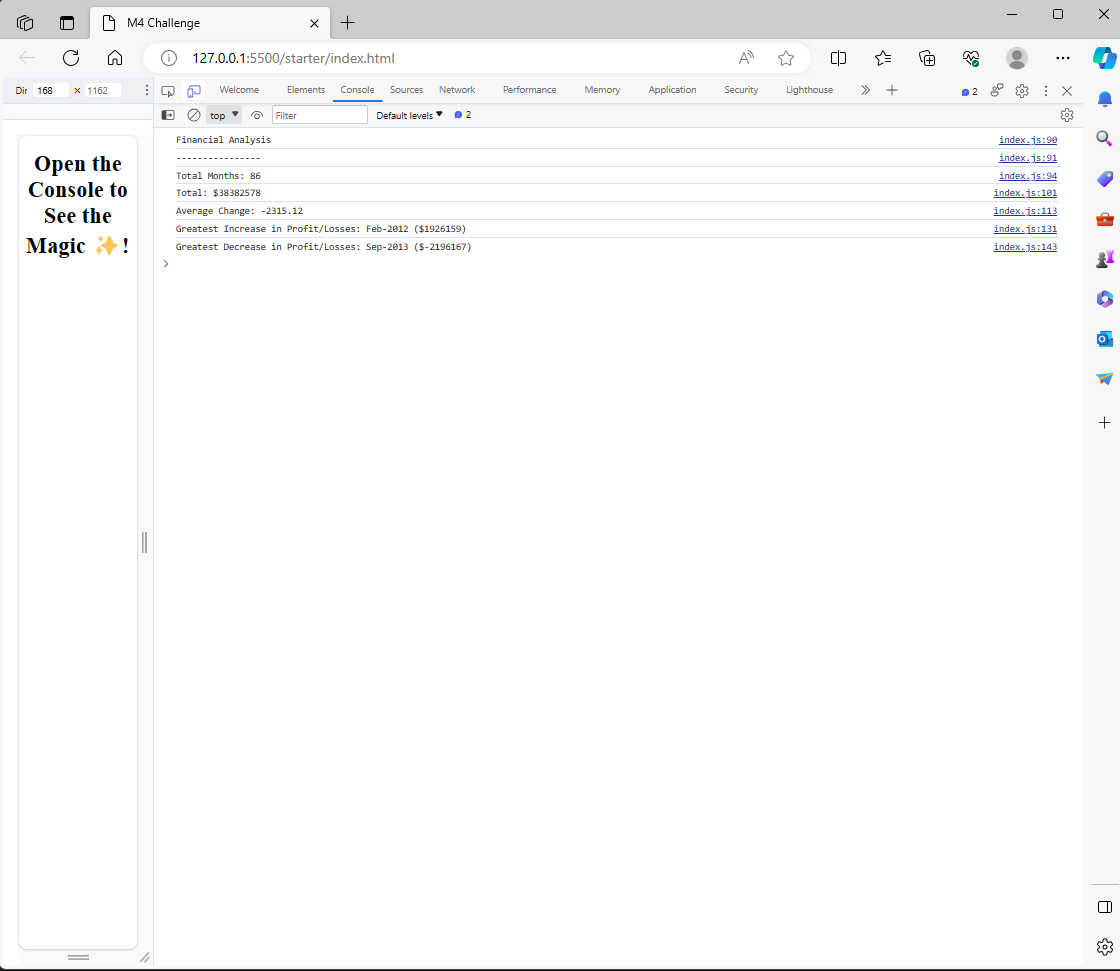 M4 Challenge
127.0.0.1:5500/starter/index.html
Dir 168 × 1162
Welcome Elements Console Sources Network Performance Memory Application Security Lighthouse 2
top Filter Default levels 2
Open the
Console to
See the
Magic ✨!
Financial Analysis index.js:90
---------------- index.js:91
Total Months: 86 index.js:94
Total: $38382578 index.js:101
Average Change: -2315.12 index.js:113
Greatest Increase in Profit/Losses: Feb-2012 ($1926159) index.js:131
Greatest Decrease in Profit/Losses: Sep-2013 ($-2196167) index.js:143